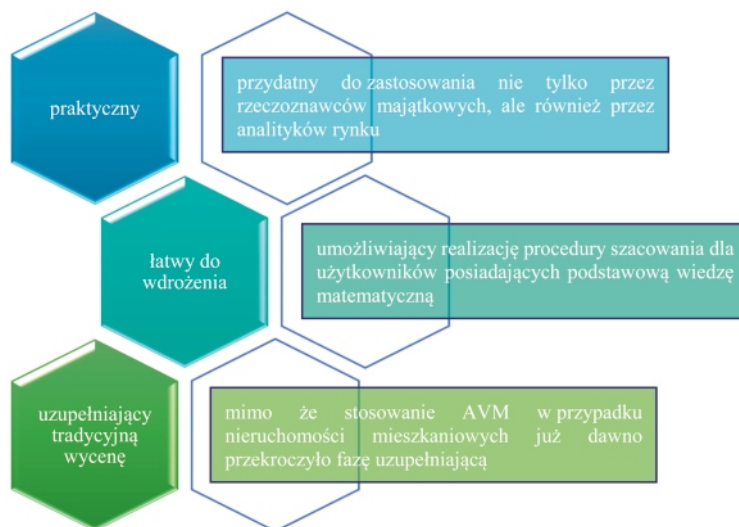 praktyczny
przydatny do zastosowania nie tylko przez
rzeczoznawców majątkowych, ale również przez
analityków rynku
łatwy do
wdrożenia
umożliwiający realizację procedury szacowania dla
użytkowników posiadających podstawową wiedzę
matematyczną
uzupełniający
tradycyjną
wycenę
mimo że stosowanie AVM w przypadku
nieruchomości mieszkaniowych już dawno
przekroczyło fazę uzupełniającą